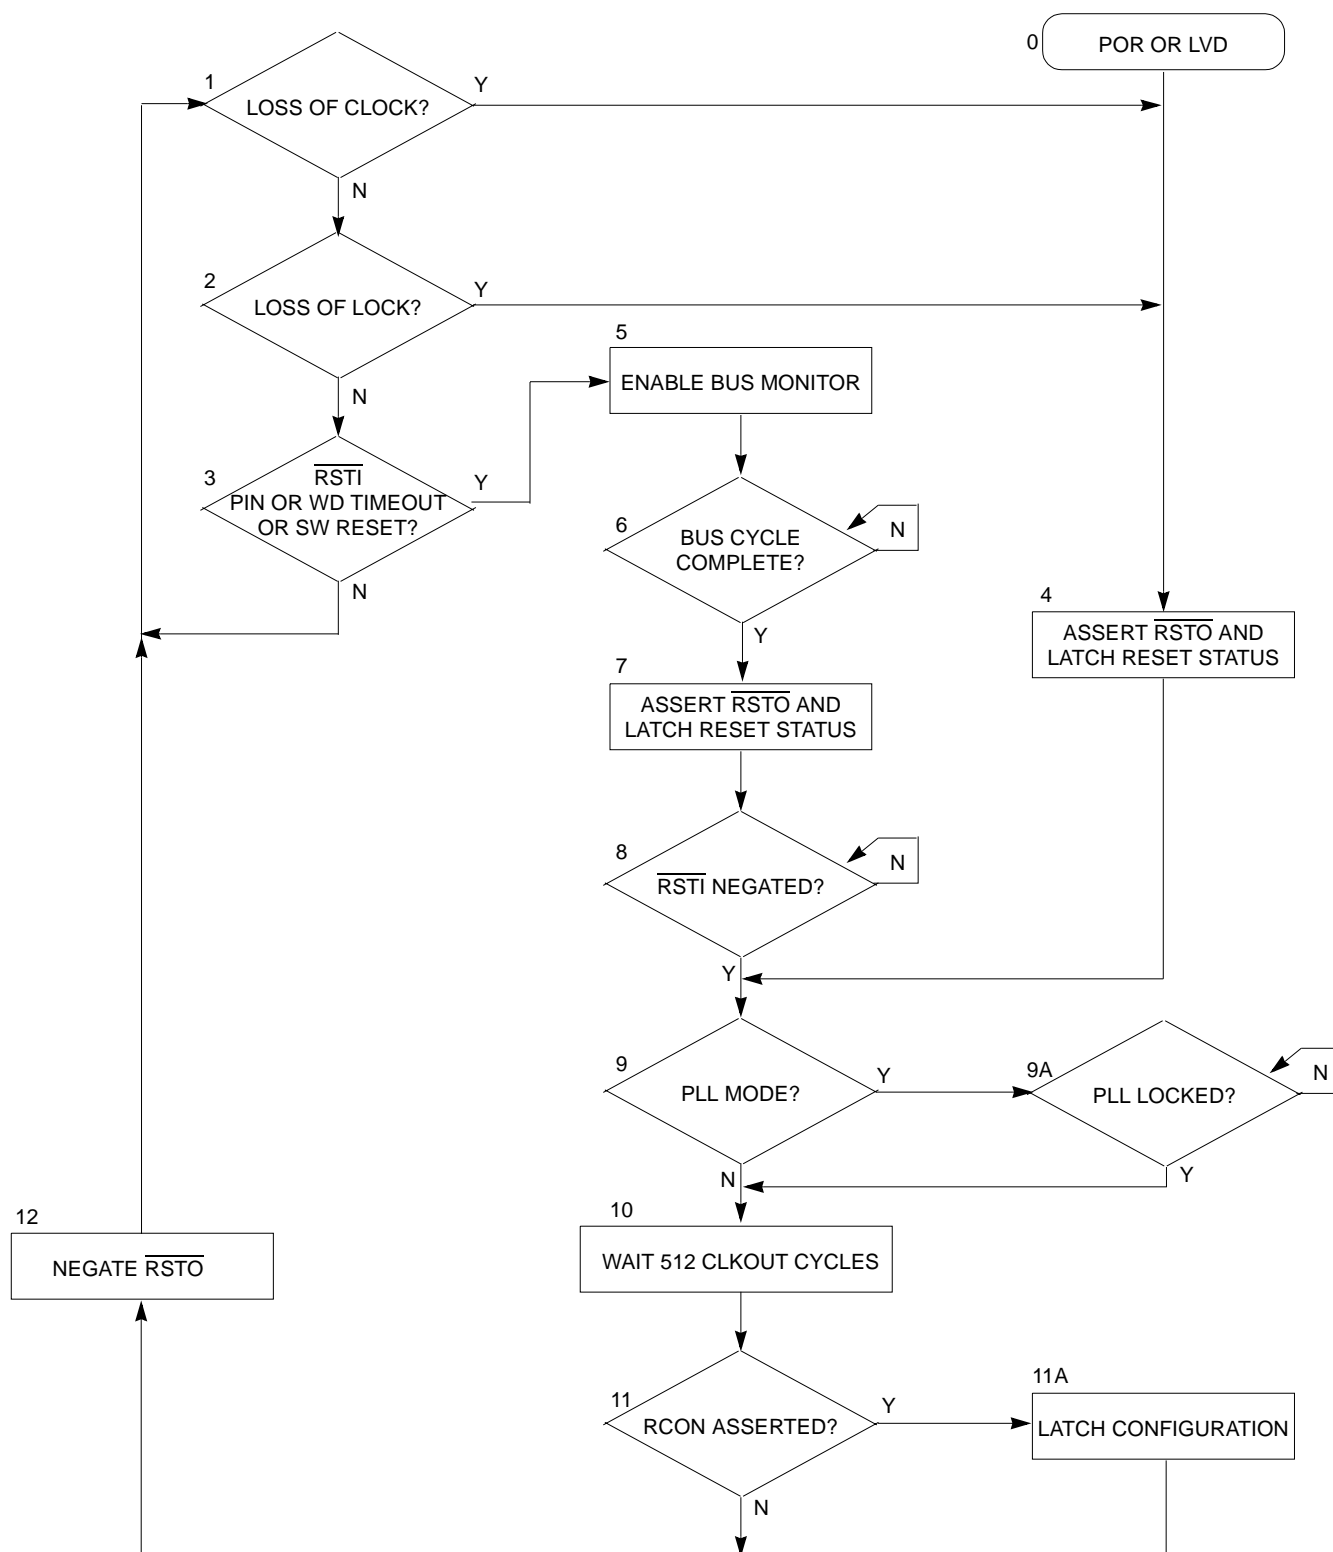 0
POR OR LVD
1
LOSS OF CLOCK?
Y
N
2
LOSS OF LOCK?
Y
N
3
RSTI
PIN OR WD TIMEOUT
OR SW RESET?
Y
N
5
ENABLE BUS MONITOR
6
BUS CYCLE
COMPLETE?
N
Y
4
ASSERT RSTO AND
LATCH RESET STATUS
7
ASSERT RSTO AND
LATCH RESET STATUS
8
RSTI NEGATED?
N
Y
9
PLL MODE?
Y
N
9A
PLL LOCKED?
N
Y
10
WAIT 512 CLKOUT CYCLES
11
RCON ASSERTED?
Y
N
11A
LATCH CONFIGURATION
12
NEGATE RSTO